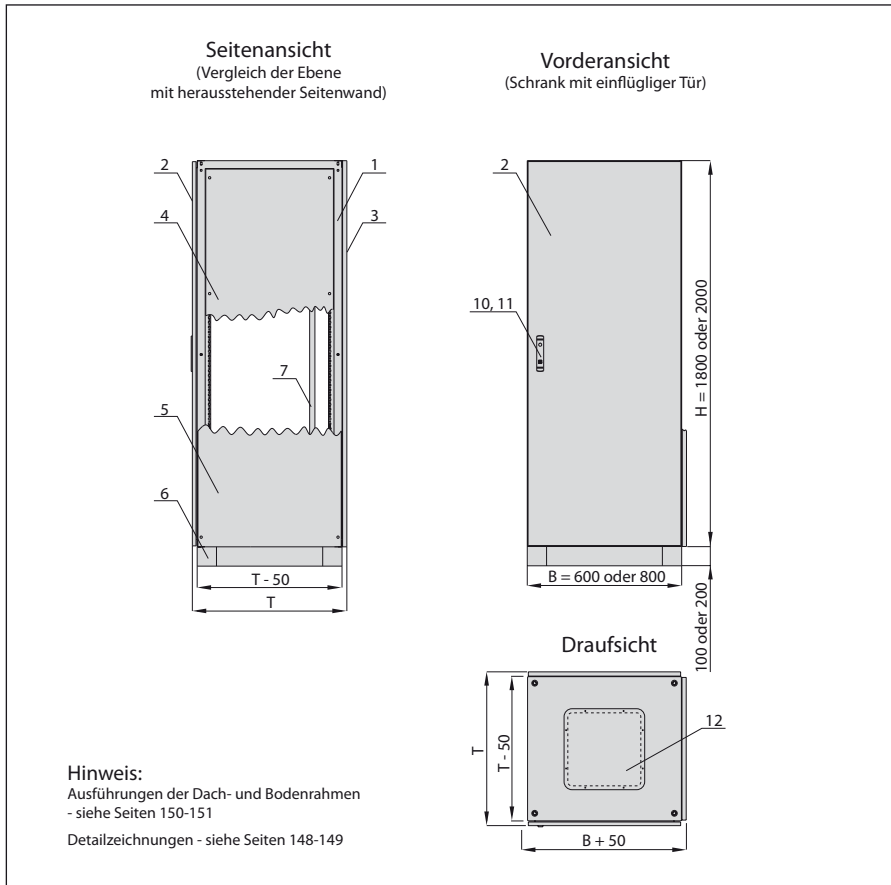 Seitenansicht
(Vergleich der Ebene
mit herausstehender Seitenwand)
Vorderansicht
(Schrank mit einflügliger Tür)
2
1
4
3
7
5
6
T - 50
T
2
10, 11
H = 1800 oder 2000
B = 600 oder 800
100 oder 200
Draufsicht
12
T
T - 50
B + 50
Hinweis:
Ausführungen der Dach- und Bodenrahmen
- siehe Seiten 150-151
Detailzeichnungen - siehe Seiten 148-149